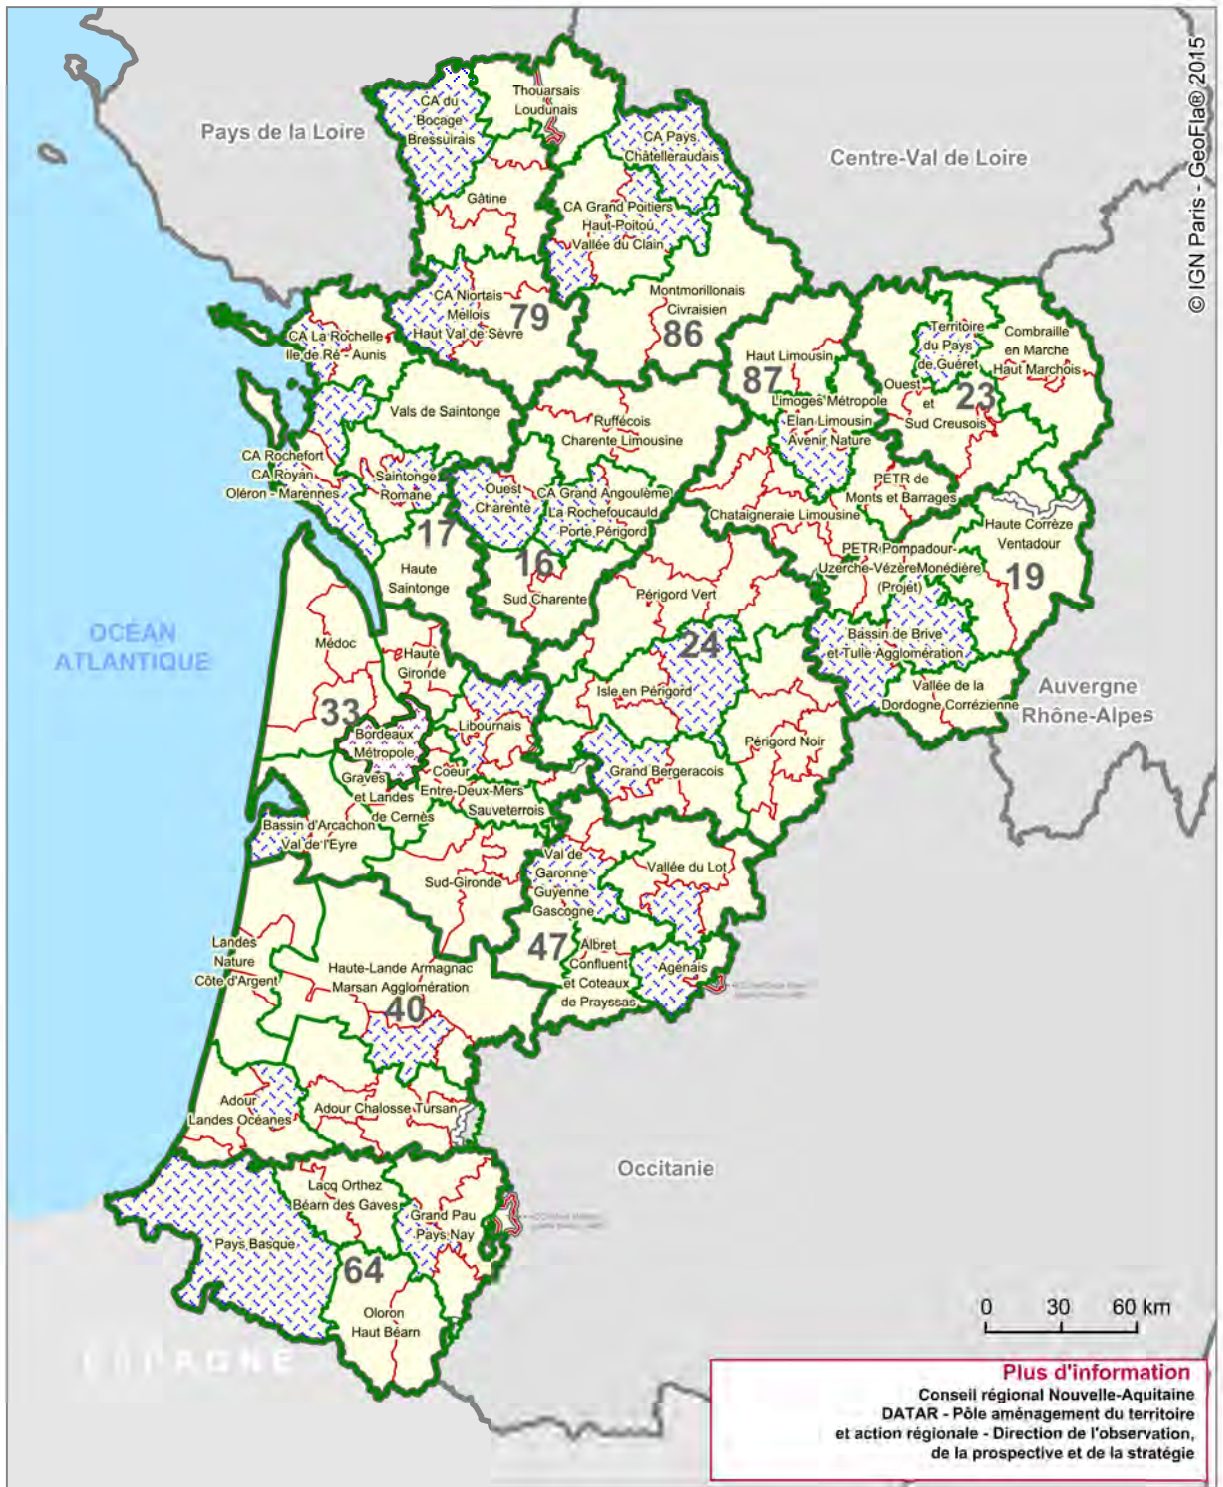 © IGN Paris - GeoFla® 2015
Pays de la Loire
Centre-Val de Loire
CA du
Bocage
Bressuirais
Thouarsais
Loudunais
CA Pays
Châtelleraudais
Gâtine
CA Grand Poitiers
Haut-Poitou
Vallée du Clain
CA Niortais
Mellois
Haut Val de Sèvre
79
Montmorillonais
Civraisien
86
CA La Rochelle
Ile de Ré - Aunis
Haut Limousin
87
Territoire
du Pays
de Guéret
Combraille
en Marche
Haut Marchois
Ouest
et
Sud Creusois
23
Limoges Métropole
Elan Limousin
Avenir Nature
Vals de Saintonge
Ruffécois
Charente Limousine
CA Rochefort
CA Royan
Oléron - Marennes
Saintonge
Romane
Ouest
Charente
CA Grand Angoulème
La Rochefoucauld
Porte Périgord
PETR de
Monts et Barrages
Chataigneraie Limousine
17
16
Haute
Saintonge
Sud Charente
Haute Corrèze
Ventadour
19
PETR Pompadour-
Uzerche-VézèreMonédière
(Projet)
Périgord Vert
24
Bassin de Brive
et Tulle Agglomération
Vallée de la
Dordogne Corrézienne
Auvergne
Rhône-Alpes
OCÉAN
ATLANTIQUE
Médoc
Haute
Gironde
33
Bordeaux
Métropole
Libournais
Isle en Périgord
Périgord Noir
Grand Bergeracois
Graves
et Landes
de Cernès
Coeur
Entre-Deux-Mers
Sauveterrois
Bassin d'Arcachon
Val de l'Eyre
Sud-Gironde
Val de
Garonne
Guyenne
Gascogne
Vallée du Lot
47
Albret
Confluent
et Coteaux
de Prayssas
Agenais
Landes
Nature
Côte d'Argent
Haute-Lande Armagnac
Marsan Agglomération
40
Adour
Landes Océanes
Adour Chalosse Tursan
Occitanie
Lacq Orthez
Béarn des Gaves
Grand Pau
Pays Nay
Pays Basque
64
Oloron
Haut Béarn
ESPAGNE
0 30 60 km
Plus d'information
Conseil régional Nouvelle-Aquitaine
DATAR - Pôle aménagement du territoire
et action régionale - Direction de l'observation,
de la prospective et de la stratégie